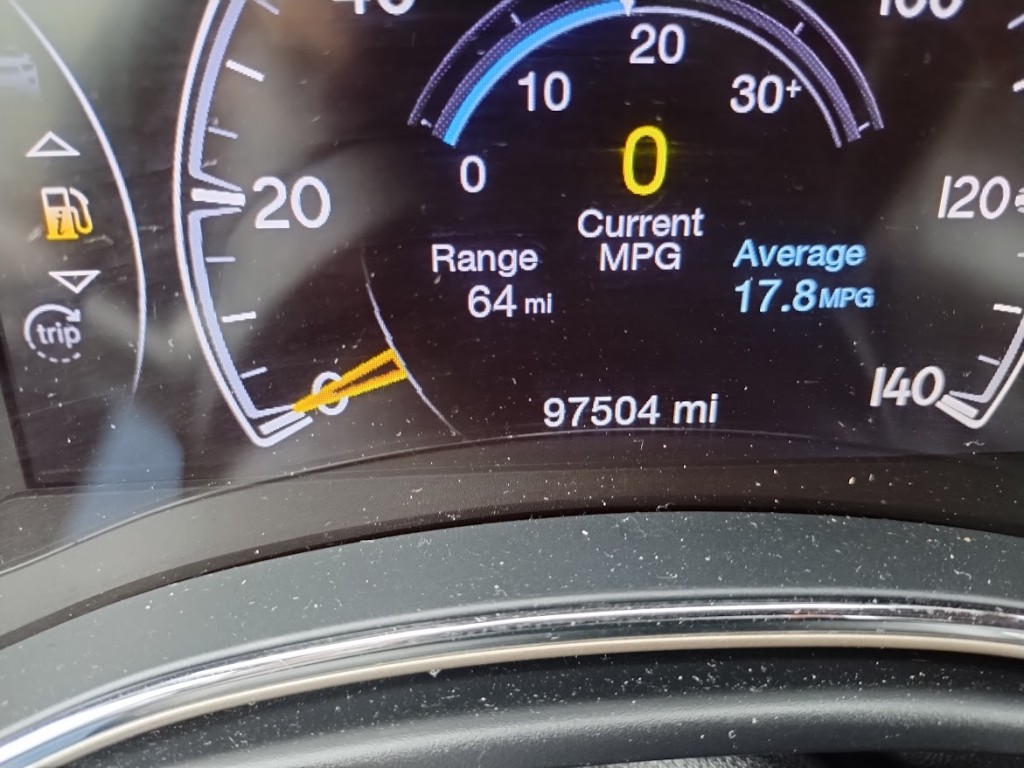 20
10
30+
0
0
20
120
Current
MPG
Range
64 mi
Average
17.8 MPG
trip
0
140
97504 mi